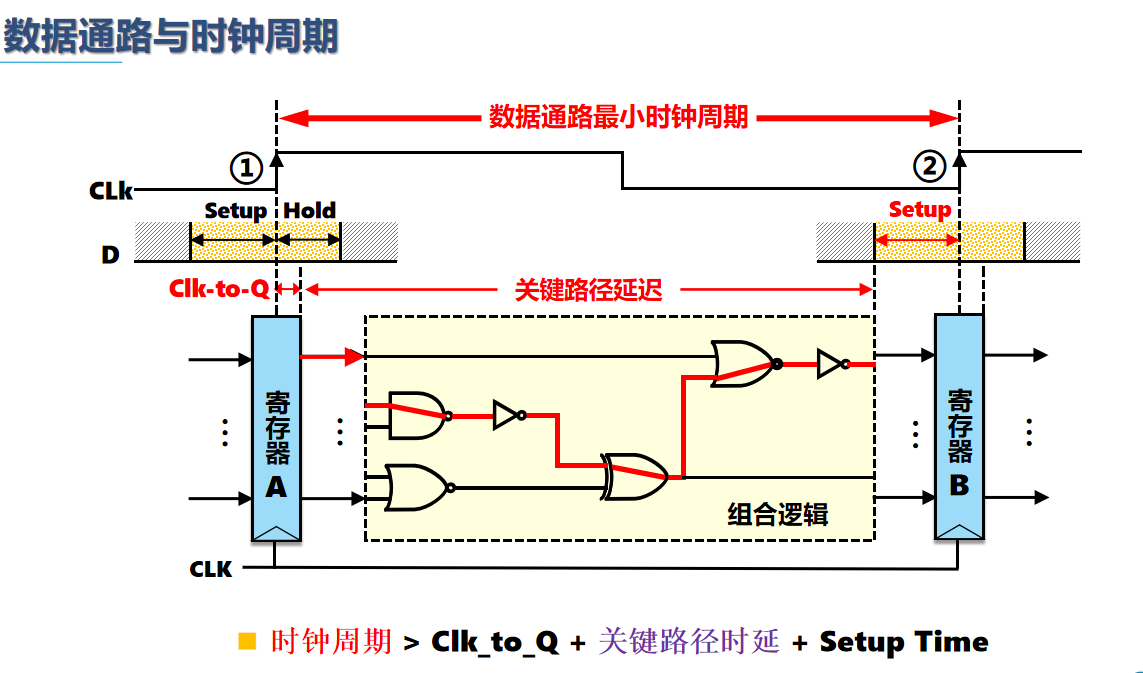 数据通路与时钟周期
数据通路最小时钟周期
① ②
CLk
Setup Hold Setup
D
Clk-to-Q 关键路径延迟
寄存器A
⋮ ⋮
组合逻辑
寄存器B
⋮ ⋮
CLK
时钟周期 > Clk_to_Q + 关键路径时延 + Setup Time